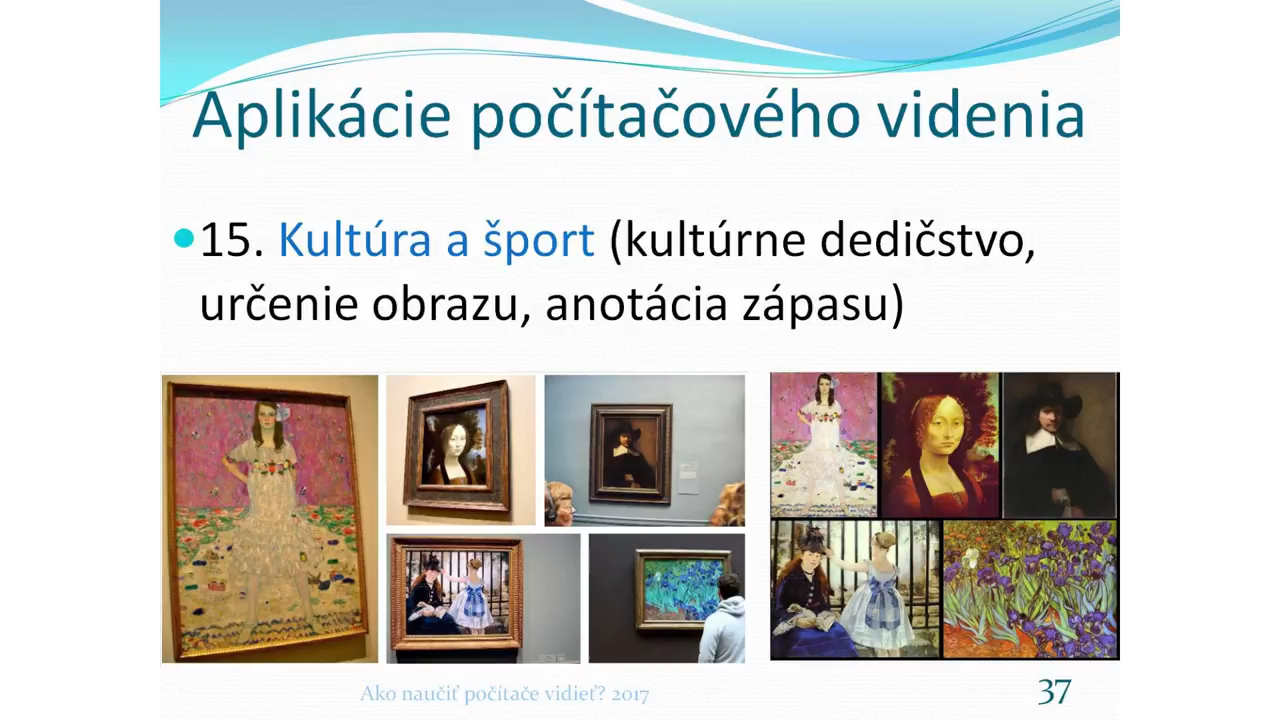 Aplikácie počítačového videnia
15. Kultúra a šport (kultúrne dedičstvo,
určenie obrazu, anotácia zápasu)
Ako naučiť počítače vidieť? 2017
37